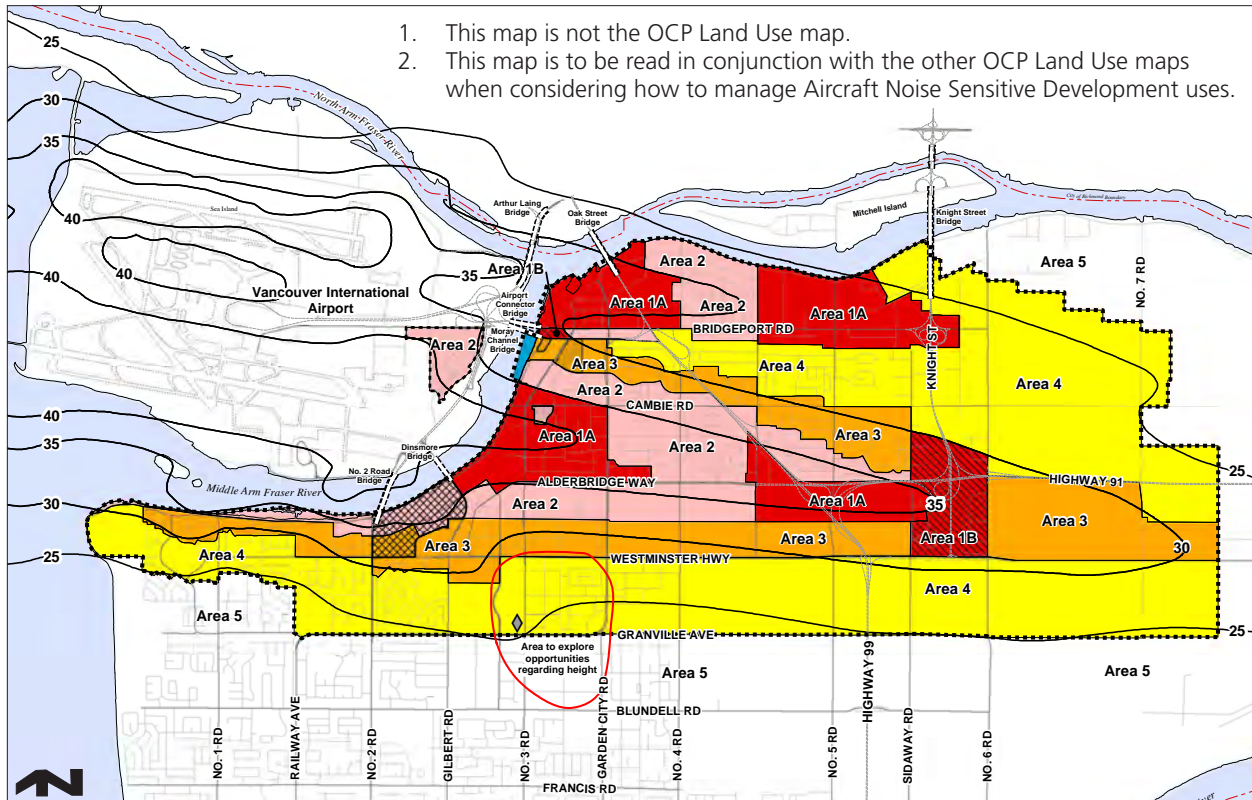 1. This map is not the OCP Land Use map.
2. This map is to be read in conjunction with the other OCP Land Use maps
when considering how to manage Aircraft Noise Sensitive Development uses.
25
30
35
40
40
40
35
North Arm Fraser River
Sea Island
Vancouver International
Airport
Arthur Laing
Bridge
Oak Street
Bridge
Mitchell Island
Knight Street
Bridge
City of Richmond Boundary
Area 5
NO. 7 RD
Area 1B
Airport
Connector
Bridge
Moray
Channel
Bridge
Area 2
Area 2
Area 1A
Area 2
Area 1A
BRIDGEPORT RD
KNIGHT ST
Area 3
Area 4
Area 4
Area 2
CAMBIE RD
Area 1A
Area 2
Area 3
40
35
30
25
Dinsmore
Bridge
No. 2 Road
Bridge
Middle Arm Fraser River
ALDERBRIDGE WAY
HIGHWAY 91
25
Area 2
Area 1A
35
Area 3
Area 3
Area 3
Area 1B
30
Area 4
WESTMINSTER HWY
Area 4
Area 5
GRANVILLE AVE
25
Area to explore
opportunities
regarding height
Area 5
Area 5
BLUNDELL RD
NO. 1 RD
RAILWAY AVE
NO. 2 RD
GILBERT RD
NO. 3 RD
GARDEN CITY RD
NO. 4 RD
NO. 5 RD
HIGHWAY 99
SIDAWAY RD
NO. 6 RD
FRANCIS RD